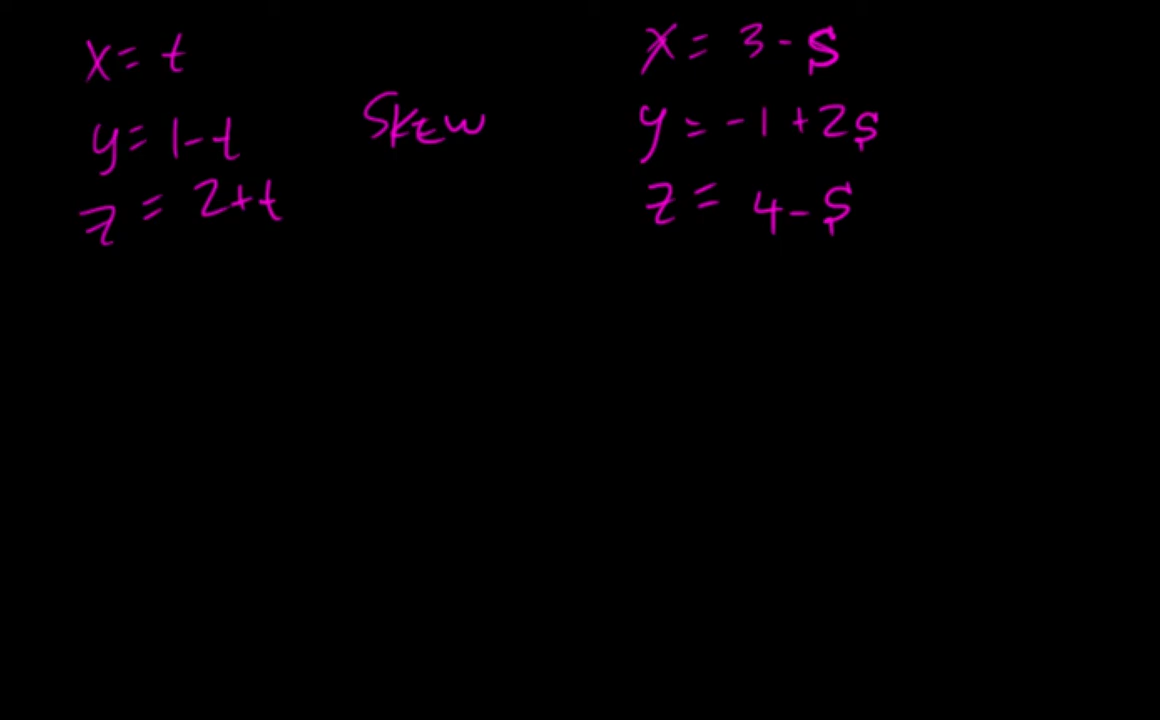 x = t
y = 1 - t
z = 2 + t
Skew
x = 3 - s
y = -1 + 2s
z = 4 - s